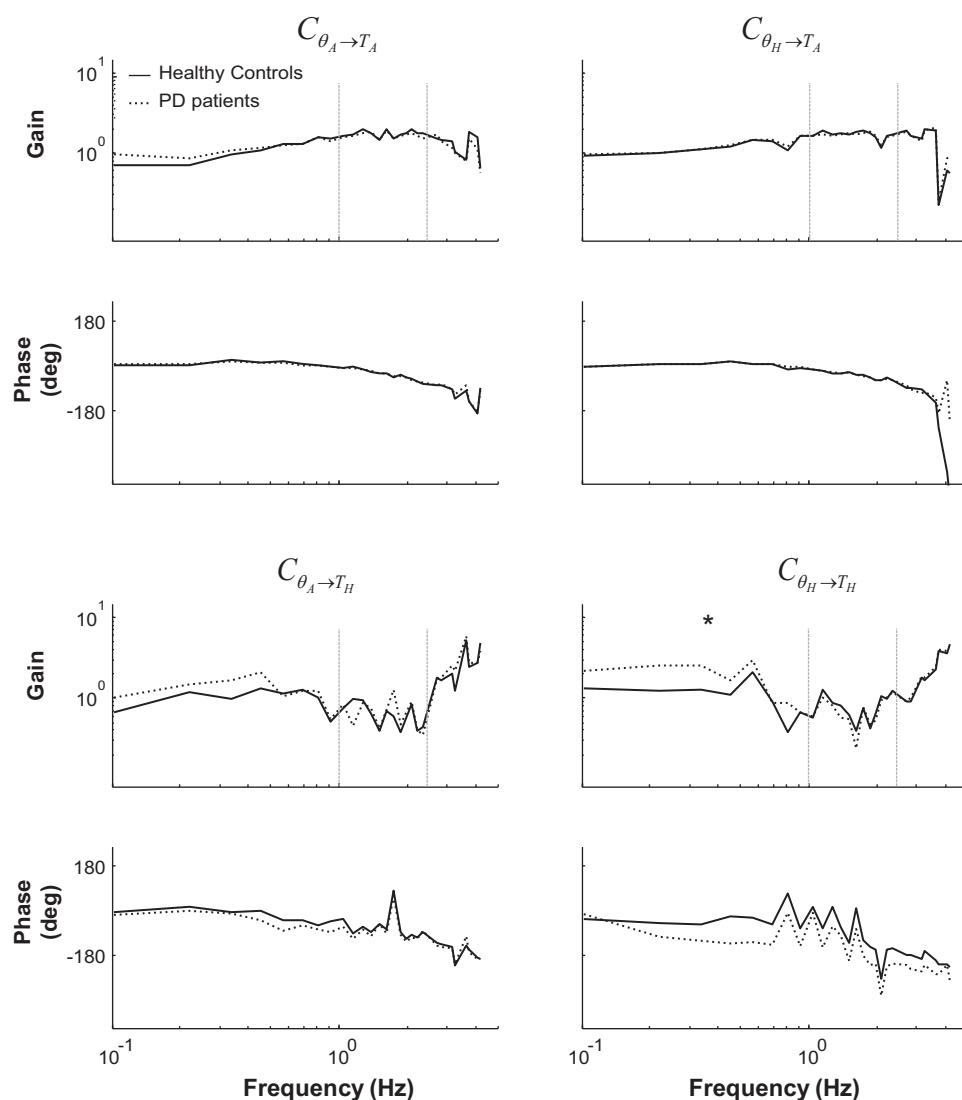 C_{θ_A→T_A}
C_{θ_H→T_A}
10^1
Healthy Controls
PD patients
Gain
10^0
180
Phase
(deg)
-180
C_{θ_A→T_H}
C_{θ_H→T_H}
10^1
*
Gain
10^0
180
Phase
(deg)
-180
10^-1
10^0
10^-1
10^0
Frequency (Hz)
Frequency (Hz)